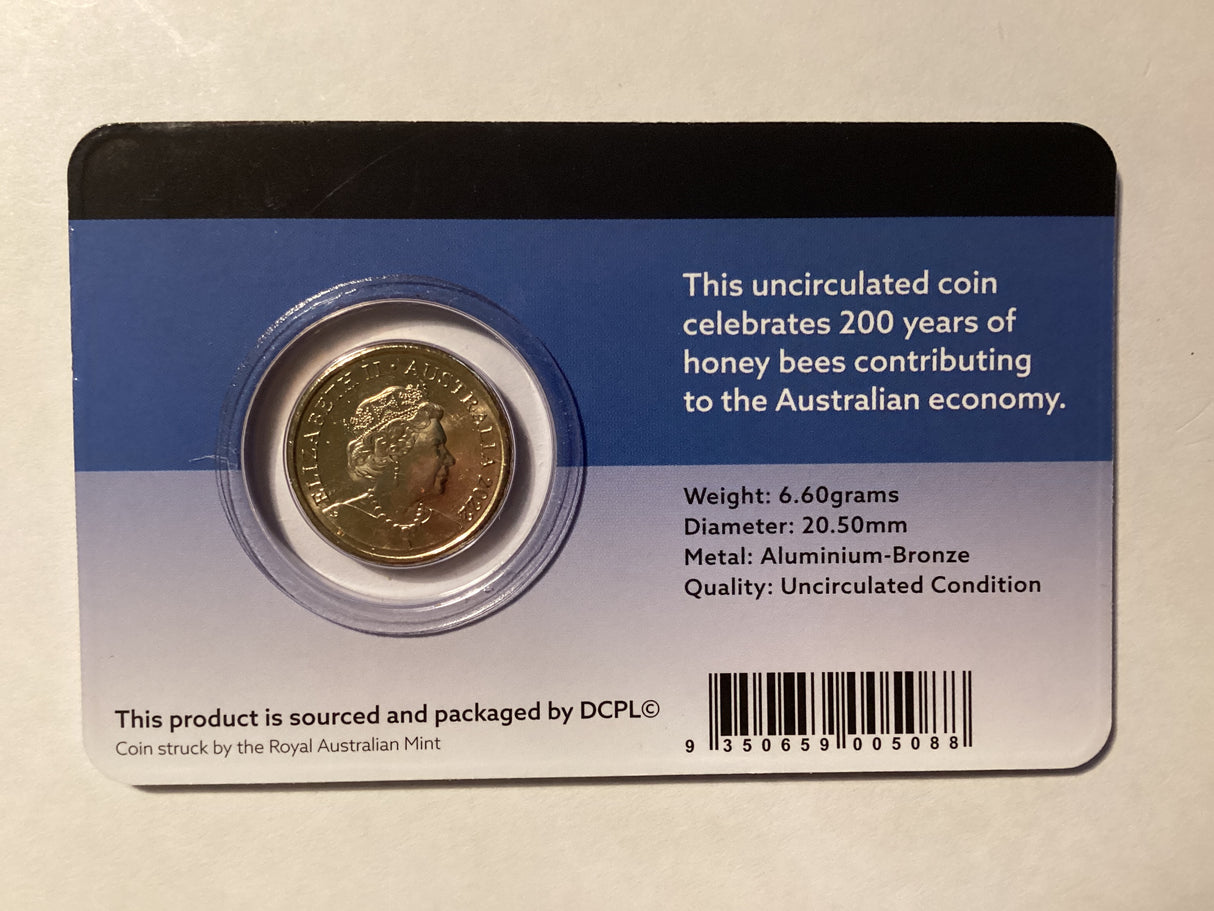 ELIZABETH II · AUSTRALIA 2022
This uncirculated coin
celebrates 200 years of
honey bees contributing
to the Australian economy.
Weight: 6.60grams
Diameter: 20.50mm
Metal: Aluminium-Bronze
Quality: Uncirculated Condition
This product is sourced and packaged by DCPL©
Coin struck by the Royal Australian Mint
9 350659 005088